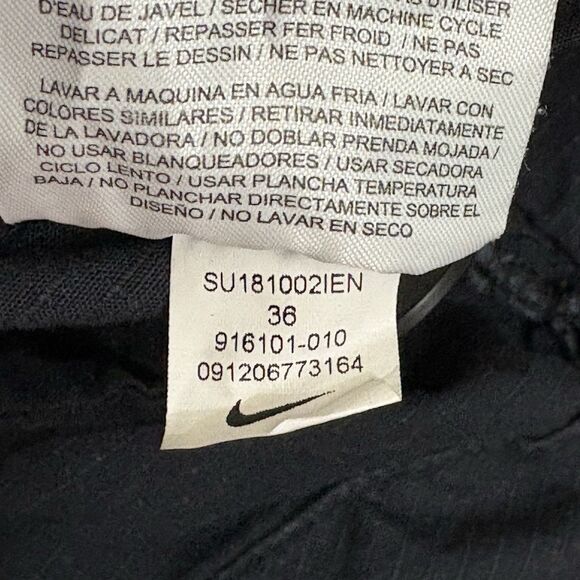 UTILISER
D'EAU DE JAVEL / SECHER EN MACHINE CYCLE
DELICAT / REPASSER FER FROID / NE PAS
REPASSER LE DESSIN / NE PAS NETTOYER A SEC
LAVAR A MAQUINA EN AGUA FRIA / LAVAR CON
COLORES SIMILARES / RETIRAR INMEDIATAMENTE
DE LA LAVADORA / NO DOBLAR PRENDA MOJADA /
NO USAR BLANQUEADORES / USAR SECADORA
CICLO LENTO / USAR PLANCHA TEMPERATURA
BAJA / NO PLANCHAR DIRECTAMENTE SOBRE EL
DISEÑO / NO LAVAR EN SECO
SU181002IEN
36
916101-010
091206773164